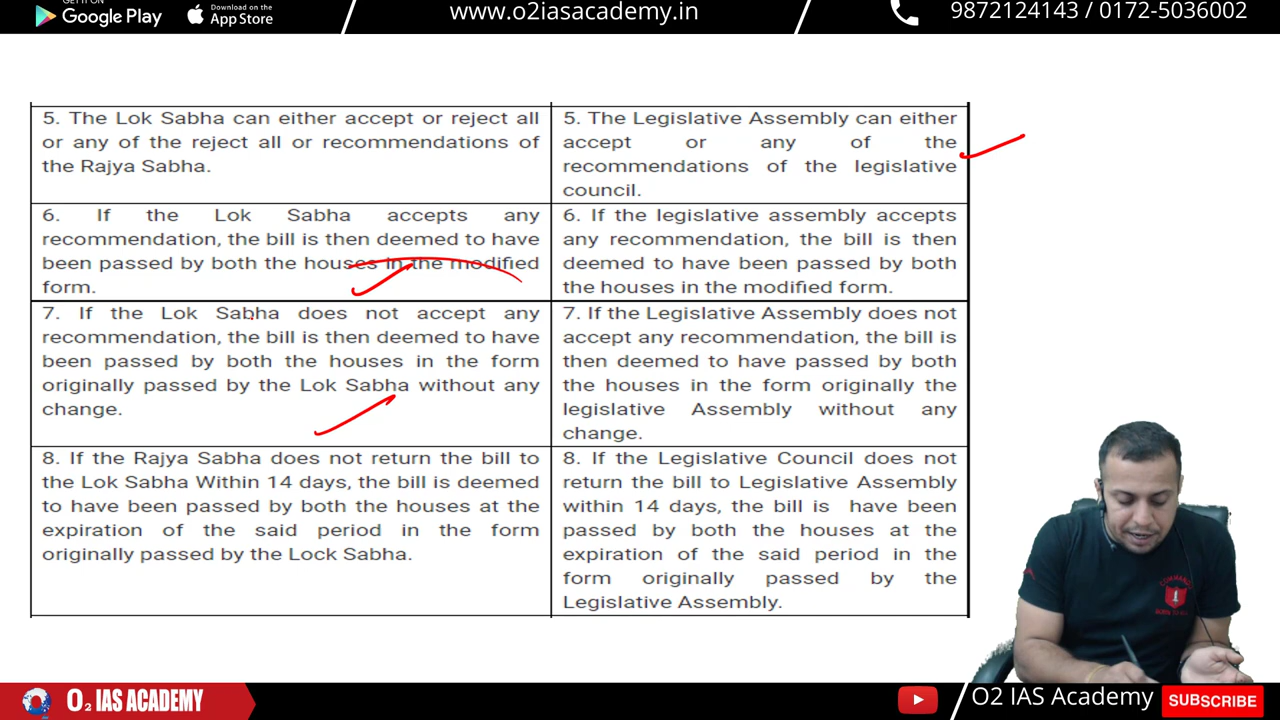 GET IT ON
Google Play
Download on the
App Store
www.o2iasacademy.in
9872124143 / 0172-5036002
5. The Lok Sabha can either accept or reject all
or any of the reject all or recommendations of
the Rajya Sabha.
5. The Legislative Assembly can either
accept or any of the
recommendations of the legislative
council.
6. If the Lok Sabha accepts any
recommendation, the bill is then deemed to have
been passed by both the houses in the modified
form.
6. If the legislative assembly accepts
any recommendation, the bill is then
deemed to have been passed by both
the houses in the modified form.
7. If the Lok Sabha does not accept any
recommendation, the bill is then deemed to have
been passed by both the houses in the form
originally passed by the Lok Sabha without any
change.
7. If the Legislative Assembly does not
accept any recommendation, the bill is
then deemed to have passed by both
the houses in the form originally the
legislative Assembly without any
change.
8. If the Rajya Sabha does not return the bill to
the Lok Sabha Within 14 days, the bill is deemed
to have been passed by both the houses at the
expiration of the said period in the form
originally passed by the Lock Sabha.
8. If the Legislative Council does not
return the bill to Legislative Assembly
within 14 days, the bill is have been
passed by both the houses at the
expiration of the said period in the
form originally passed by the
Legislative Assembly.
O2 IAS ACADEMY
O2 IAS Academy
SUBSCRIBE